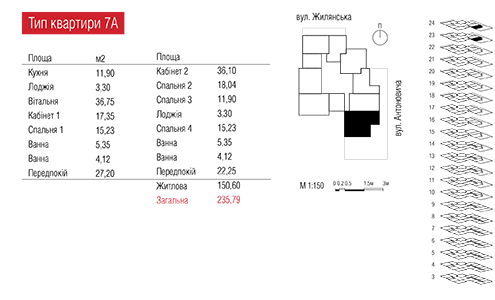 Тип квартири 7А
Площа м2
Кухня 11,90
Лоджія 3,30
Вітальня 36,75
Кабінет 1 17,35
Спальня 1 15,23
Ванна 5,35
Ванна 4,12
Передпокій 27,20
Площа
Кабінет 2 36,10
Спальня 2 18,04
Спальня 3 11,90
Лоджія 3.30
Спальня 4 15,23
Ванна 5,35
Ванна 4,12
Передпокій 22,25
Житлова 150,60
Загальна 235,79
вул. Жилянська
П
вул. Антоновича
М 1:150
0 0.2 0.5 1.5м 3м
24
23
22
21
20
19
18
17
16
15
14
13
12
11
10
9
8
7
6
5
4
3